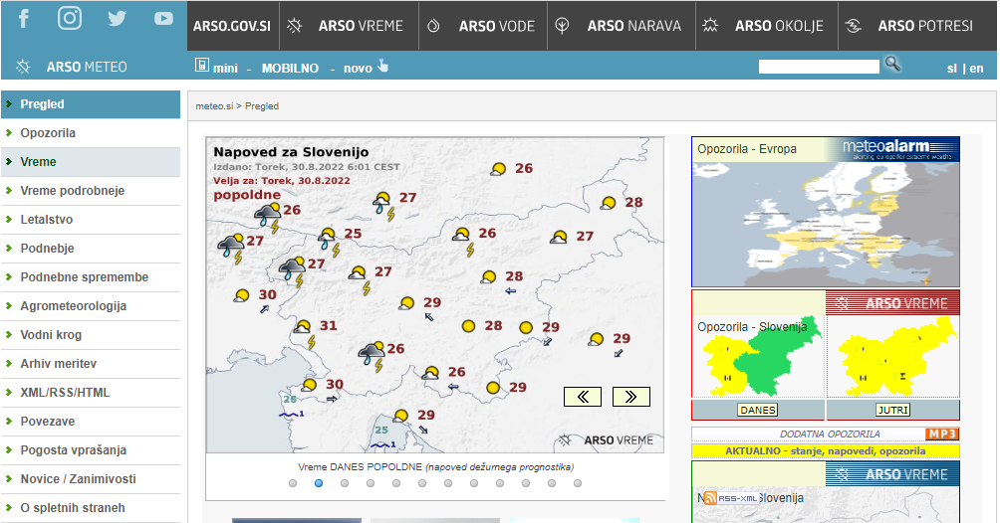 ARSO.GOV.SI
ARSO VREME
ARSO VODE
ARSO NARAVA
ARSO OKOLJE
ARSO POTRESI
ARSO METEO
mini - MOBILNO - novo
sl | en
Pregled
Opozorila
Vreme
Vreme podrobneje
Letalstvo
Podnebje
Podnebne spremembe
Agrometeorologija
Vodni krog
Arhiv meritev
XML/RSS/HTML
Povezave
Pogosta vprašanja
Novice / Zanimivosti
O spletnih straneh
meteo.si > Pregled
Napoved za Slovenijo
Izdano: Torek, 30.8.2022 6:01 CEST
Velja za: Torek, 30.8.2022
popoldne
26
28
27
26
27
25
26
27
27
27
28
30
29
31
28
29
29
26
30
26
29
29
26
1
25
1
ARSO VREME
Vreme DANES POPOLDNE (napoved dežurnega prognostika)
Opozorila - Evropa
meteoalarm
alerting europe for extreme weather
Opozorila - Slovenija
ARSO VREME
DANES
JUTRI
DODATNA OPOZORILA
MP3
AKTUALNO - stanje, napovedi, opozorila
RSS-XML
Slovenija
ARSO VREME